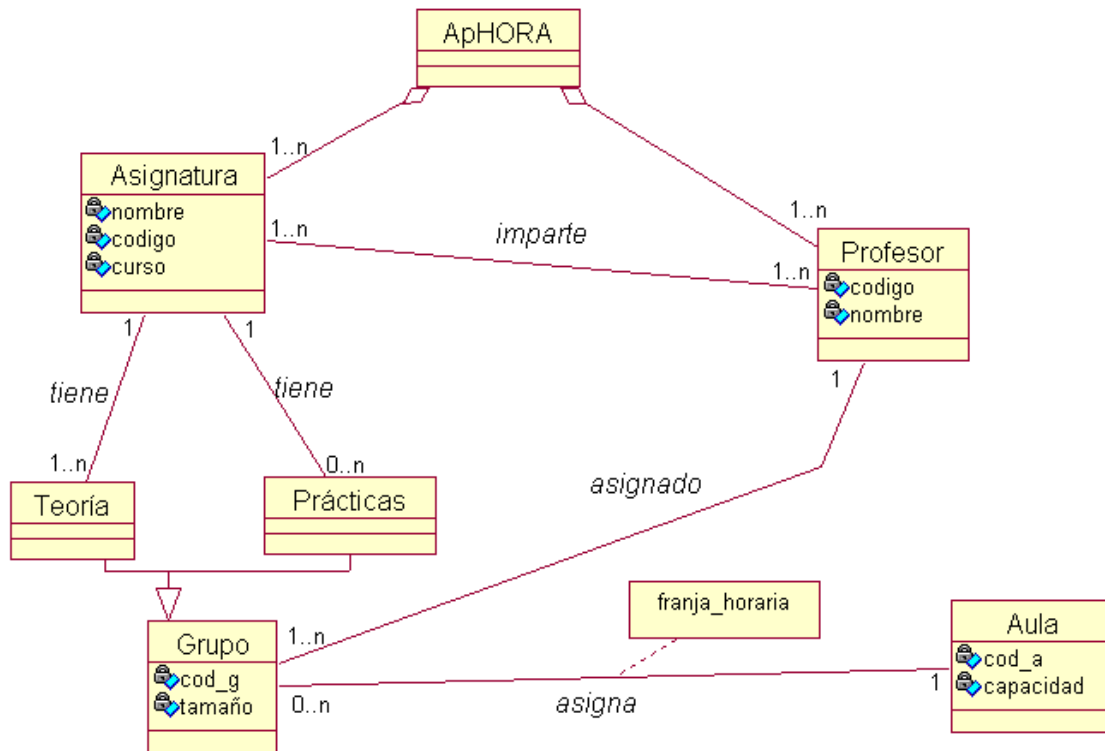 ApHORA
1..n
Asignatura
nombre
codigo
curso
1..n
imparte
1..n
1..n
Profesor
codigo
nombre
1
1
1
tiene
tiene
1..n
0..n
Teoría
Prácticas
asignado
franja_horaria
Grupo
cod_g
tamaño
1..n
0..n
asigna
1
Aula
cod_a
capacidad